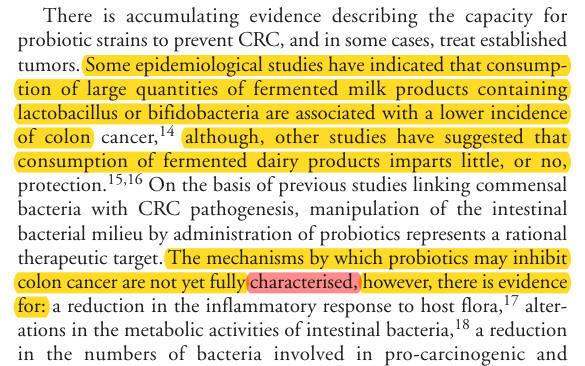 There is accumulating evidence describing the capacity for
probiotic strains to prevent CRC, and in some cases, treat established
tumors. Some epidemiological studies have indicated that consump-
tion of large quantities of fermented milk products containing
lactobacillus or bifidobacteria are associated with a lower incidence
of colon cancer,14 although, other studies have suggested that
consumption of fermented dairy products imparts little, or no,
protection.15,16 On the basis of previous studies linking commensal
bacteria with CRC pathogenesis, manipulation of the intestinal
bacterial milieu by administration of probiotics represents a rational
therapeutic target. The mechanisms by which probiotics may inhibit
colon cancer are not yet fully characterised, however, there is evidence
for: a reduction in the inflammatory response to host flora,17 alter-
ations in the metabolic activities of intestinal bacteria,18 a reduction
in the numbers of bacteria involved in pro-carcinogenic and